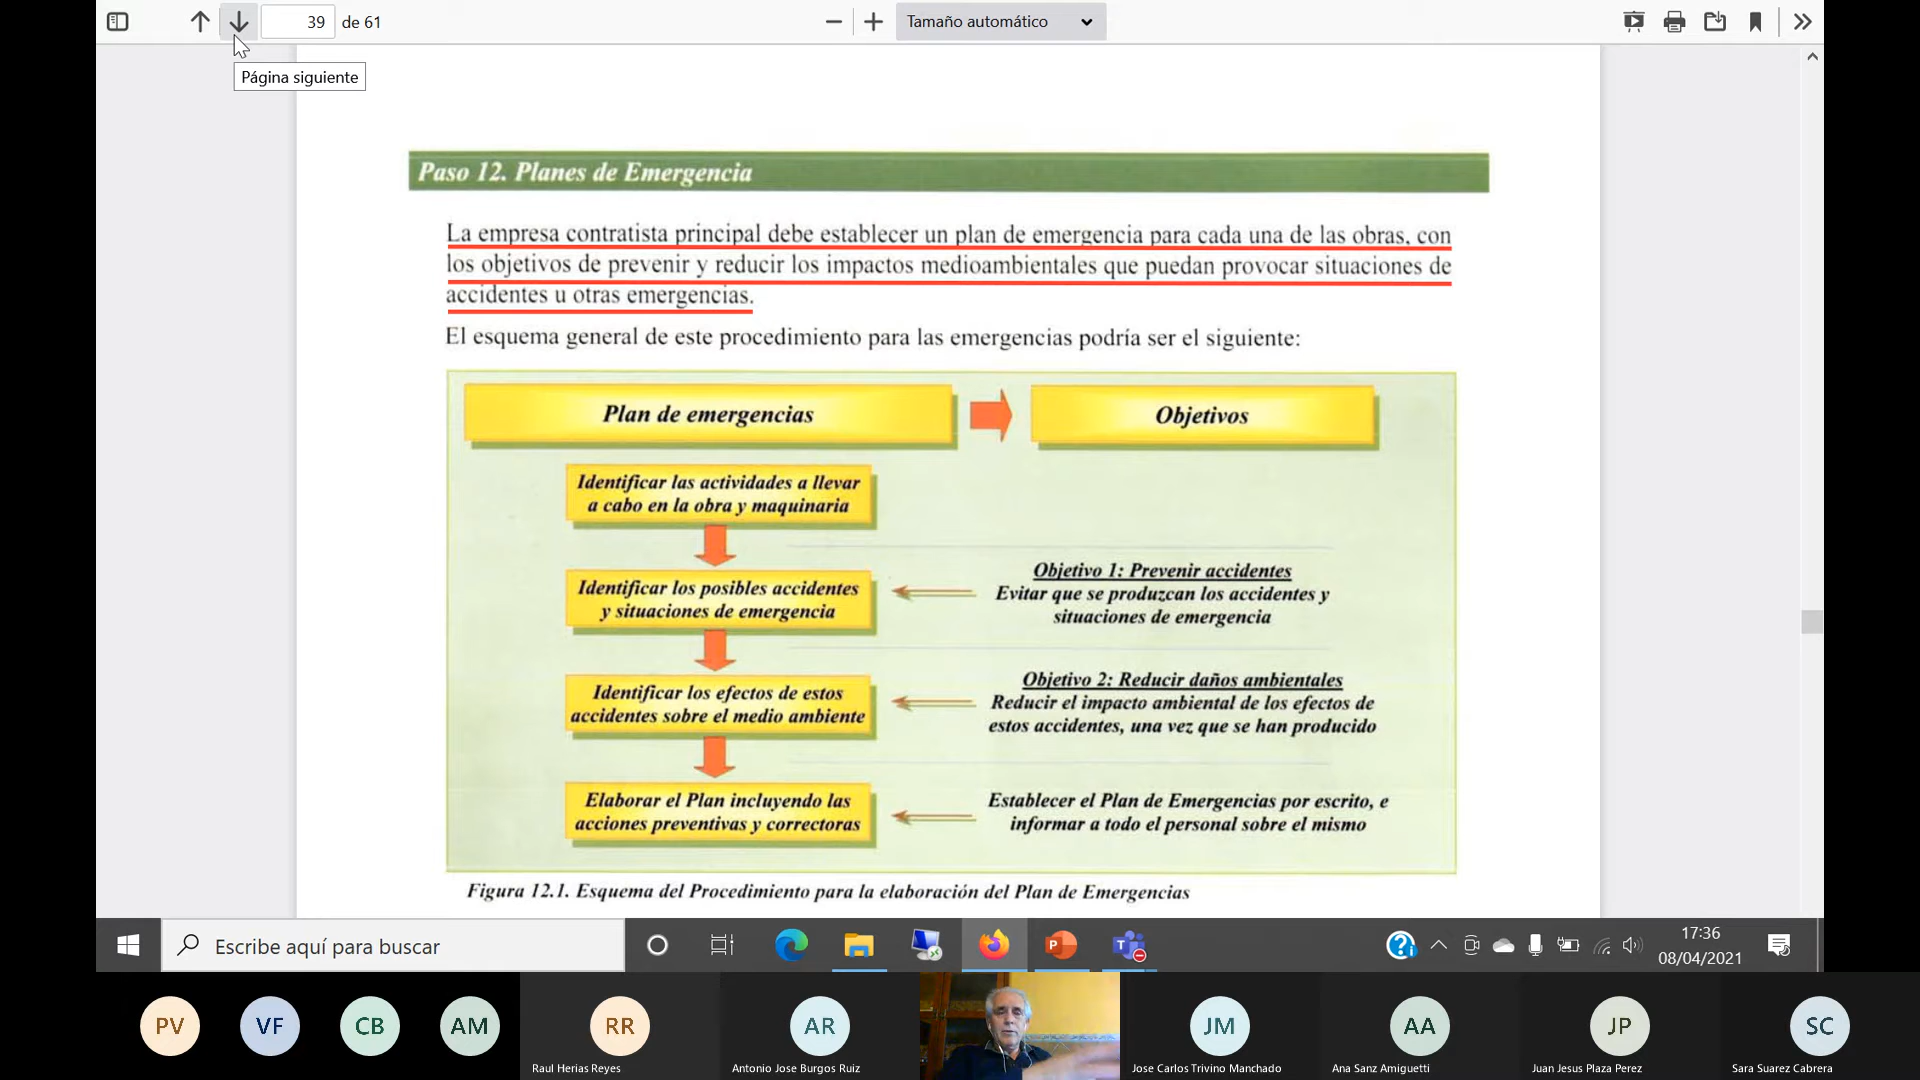 39 de 61
Tamaño automático
Página siguiente
Paso 12. Planes de Emergencia
La empresa contratista principal debe establecer un plan de emergencia para cada una de las obras, con
los objetivos de prevenir y reducir los impactos medioambientales que puedan provocar situaciones de
accidentes u otras emergencias.
El esquema general de este procedimiento para las emergencias podría ser el siguiente:
Plan de emergencias
Objetivos
Identificar las actividades a llevar
a cabo en la obra y maquinaria
Identificar los posibles accidentes
y situaciones de emergencia
Objetivo 1: Prevenir accidentes
Evitar que se produzcan los accidentes y
situaciones de emergencia
Identificar los efectos de estos
accidentes sobre el medio ambiente
Objetivo 2: Reducir daños ambientales
Reducir el impacto ambiental de los efectos de
estos accidentes, una vez que se han producido
Elaborar el Plan incluyendo las
acciones preventivas y correctoras
Establecer el Plan de Emergencias por escrito, e
informar a todo el personal sobre el mismo
Figura 12.1. Esquema del Procedimiento para la elaboración del Plan de Emergencias
Escribe aquí para buscar
17:36
08/04/2021
PV
VF
CB
AM
RR
AR
JM
AA
JP
SC
Raul Herias Reyes
Antonio Jose Burgos Ruiz
Jose Carlos Trivino Manchado
Ana Sanz Amiguetti
Juan Jesus Plaza Perez
Sara Suarez Cabrera